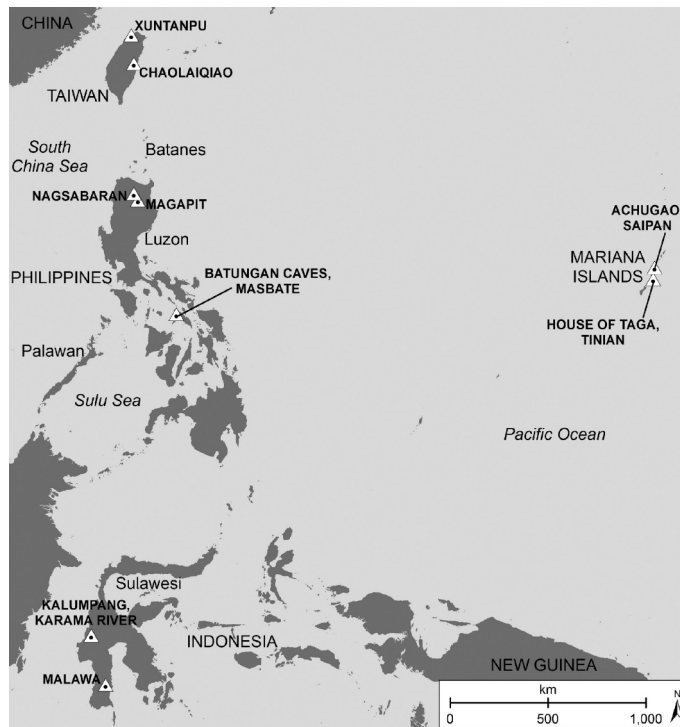 CHINA
XUNTANPU
CHAOLAIQIAO
TAIWAN
South
China Sea
Batanes
NAGSABARAN
MAGAPIT
Luzon
ACHUGAO,
SAIPAN
MARIANA
ISLANDS
PHILIPPINES
BATUNGAN CAVES,
MASBATE
HOUSE OF TAGA,
TINIAN
Palawan
Sulu Sea
Pacific Ocean
Sulawesi
KALUMPANG,
KARAMA RIVER
INDONESIA
NEW GUINEA
MALAWA
km
0 500 1,000
N